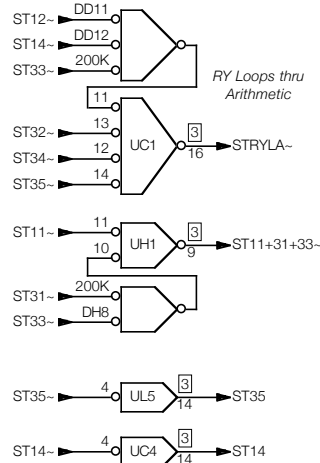 ST12~ DD11
ST14~ DD12
ST33~ 200K
RY Loops thru
Arithmetic
11
ST32~ 13
ST34~ 12
ST35~ 14
UC1
3
16
STRYLA~
ST11~ 11
10
UH1
3
9
ST11+31+33~
ST31~ 200K
ST33~ DH8
ST35~ 4 UL5 3 14 ST35
ST14~ 4 UC4 3 14 ST14